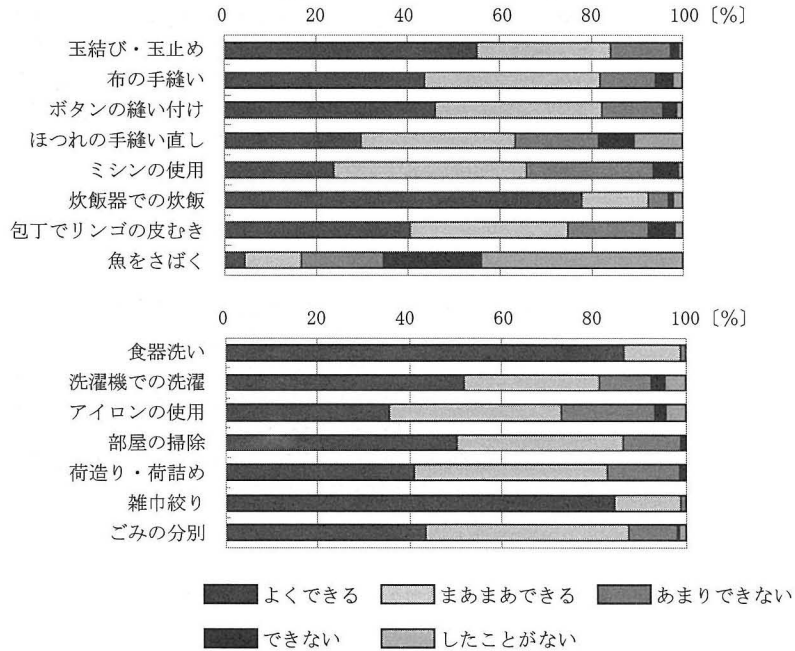 0 20 40 60 80 100〔%〕
玉結び・玉止め
布の手縫い
ボタンの縫い付け
ほつれの手縫い直し
ミシンの使用
炊飯器での炊飯
包丁でリンゴの皮むき
魚をさばく
0 20 40 60 80 100〔%〕
食器洗い
洗濯機での洗濯
アイロンの使用
部屋の掃除
荷造り・荷詰め
雑巾絞り
ごみの分別
よくできる まあまあできる あまりできない
できない したことがない